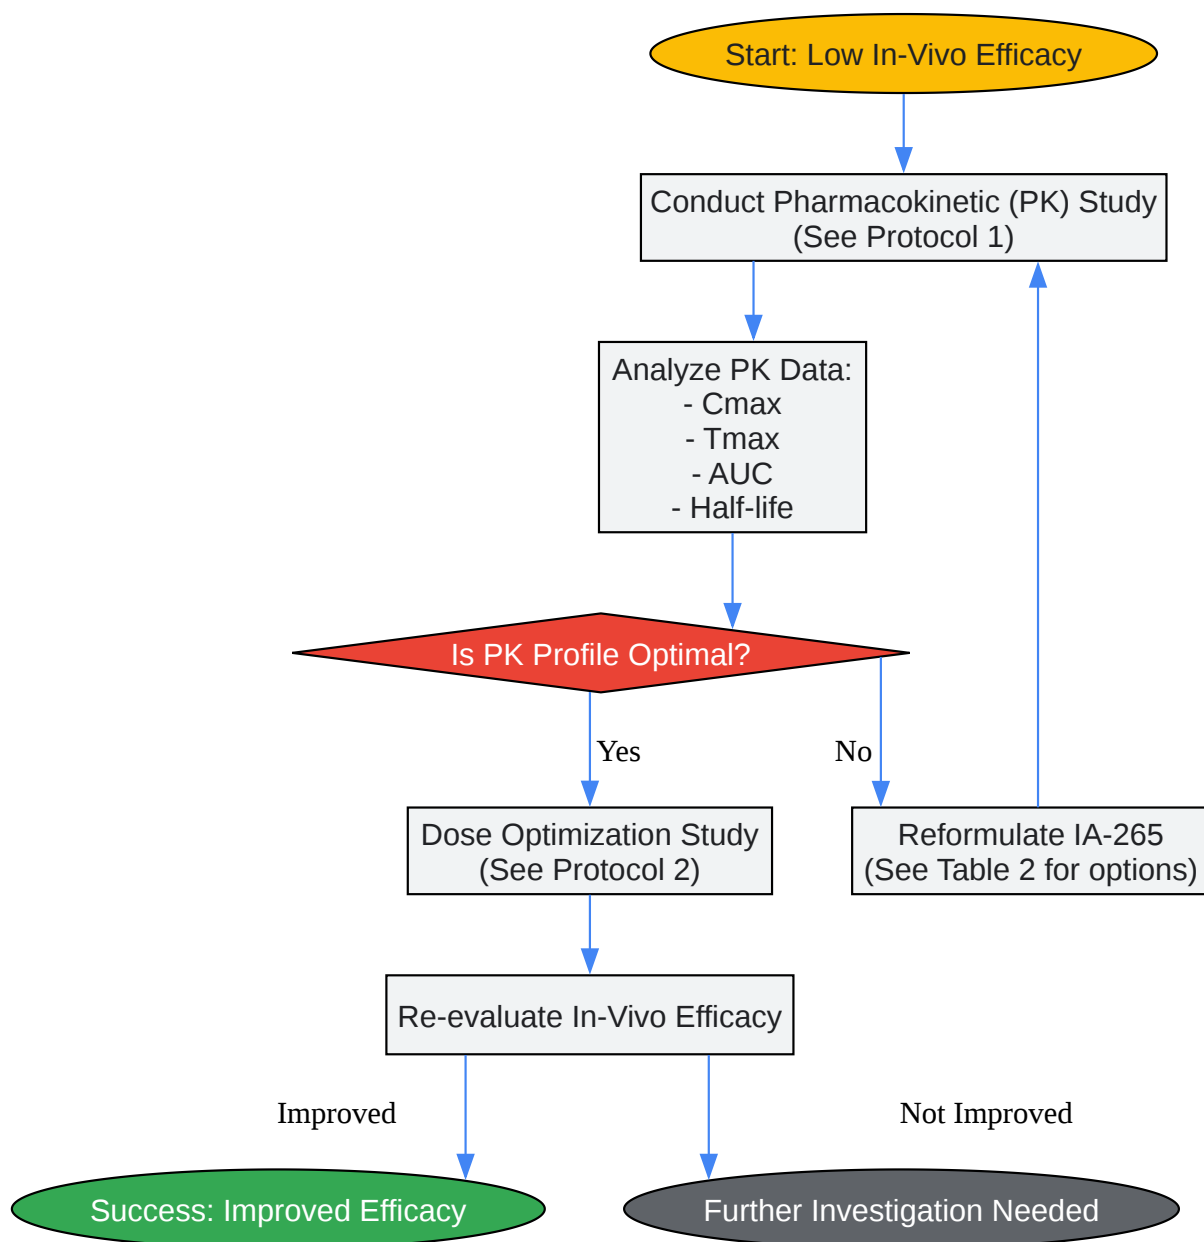 Start: Low In-Vivo Efficacy
Conduct Pharmacokinetic (PK) Study
(See Protocol 1)
Analyze PK Data:
- Cmax
- Tmax
- AUC
- Half-life
Is PK Profile Optimal?
Yes
No
Dose Optimization Study
(See Protocol 2)
Reformulate IA-265
(See Table 2 for options)
Re-evaluate In-Vivo Efficacy
Improved
Not Improved
Success: Improved Efficacy
Further Investigation Needed